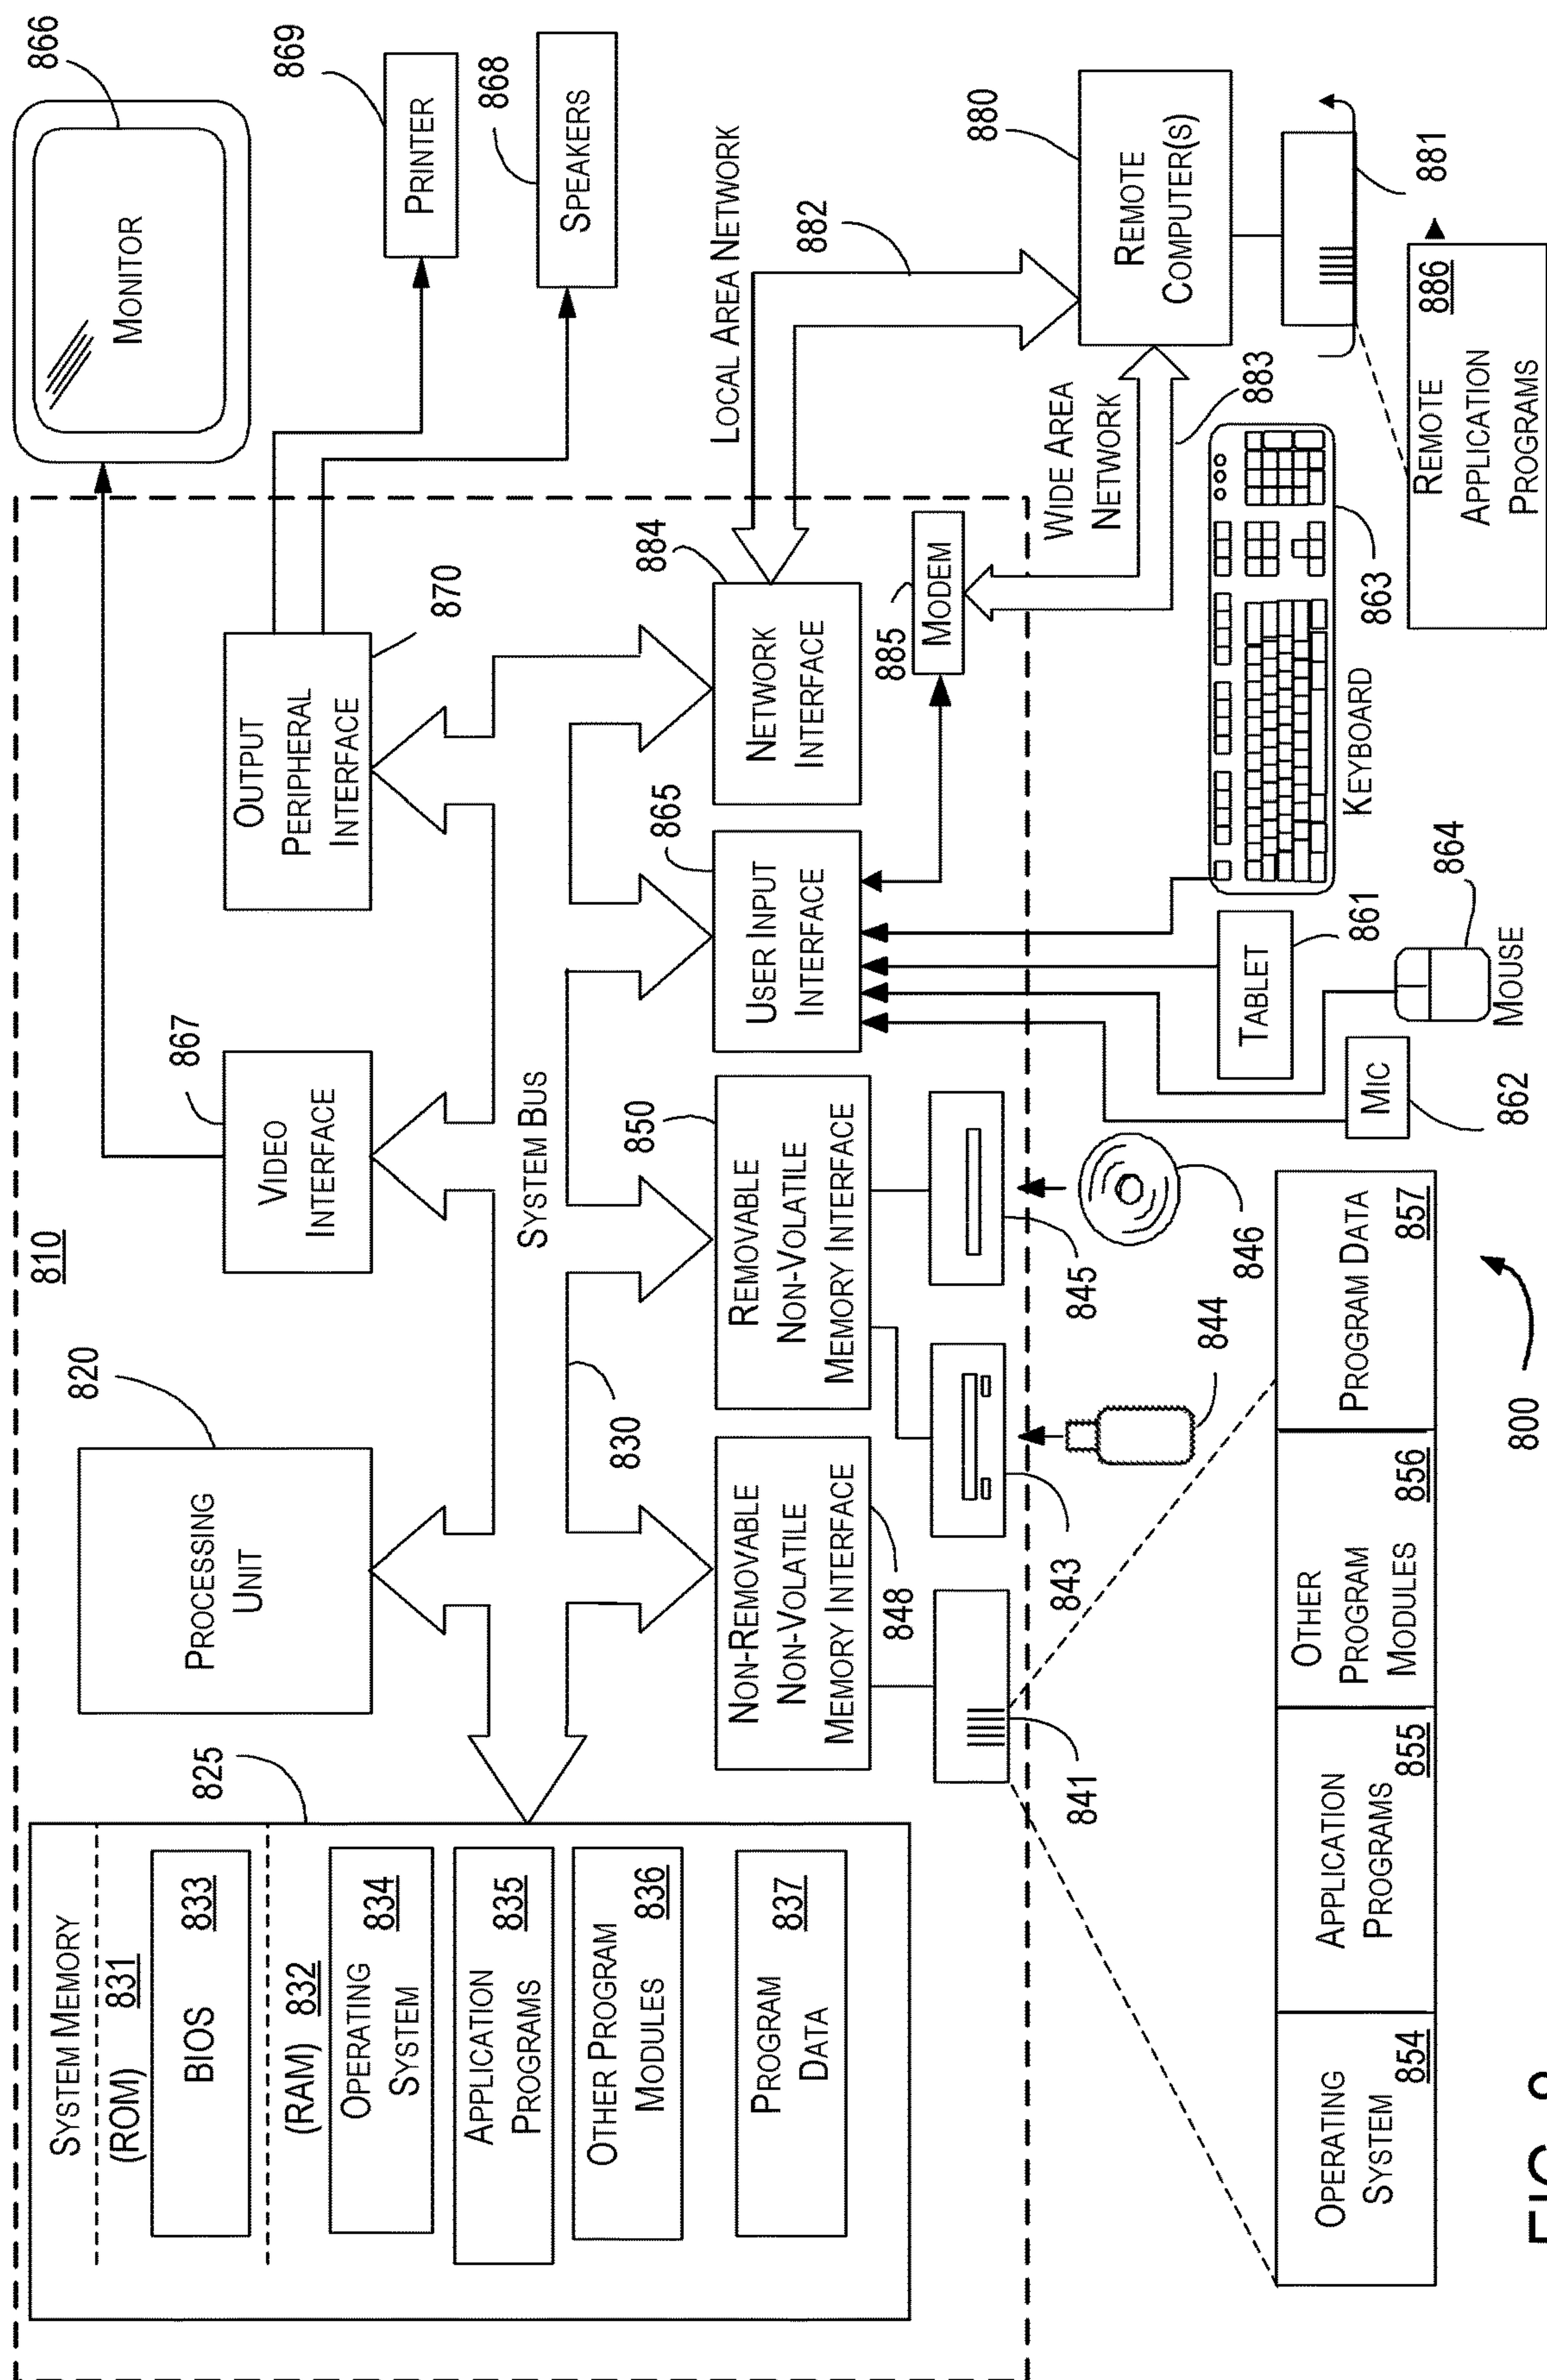 810
SYSTEM MEMORY
(ROM) 831
BIOS 833
(RAM) 832
OPERATING
SYSTEM
834
APPLICATION
PROGRAMS
835
OTHER PROGRAM
MODULES
836
PROGRAM
DATA
837
825
PROCESSING
UNIT
820
VIDEO
INTERFACE
867
OUTPUT
PERIPHERAL
INTERFACE
870
MONITOR
866
PRINTER
869
SPEAKERS
868
SYSTEM BUS
830
NON-REMOVABLE
NON-VOLATILE
MEMORY INTERFACE
848
REMOVABLE
NON-VOLATILE
MEMORY INTERFACE
850
USER INPUT
INTERFACE
865
NETWORK
INTERFACE
884
LOCAL AREA NETWORK
882
MODEM
885
WIDE AREA
NETWORK
883
REMOTE
COMPUTER(S)
880
881
REMOTE
APPLICATION
PROGRAMS
886
841
843
845
844
846
MIC
862
MOUSE
864
TABLET
861
KEYBOARD
863
OPERATING
SYSTEM
854
APPLICATION
PROGRAMS
855
OTHER
PROGRAM
MODULES
856
PROGRAM DATA
857
800